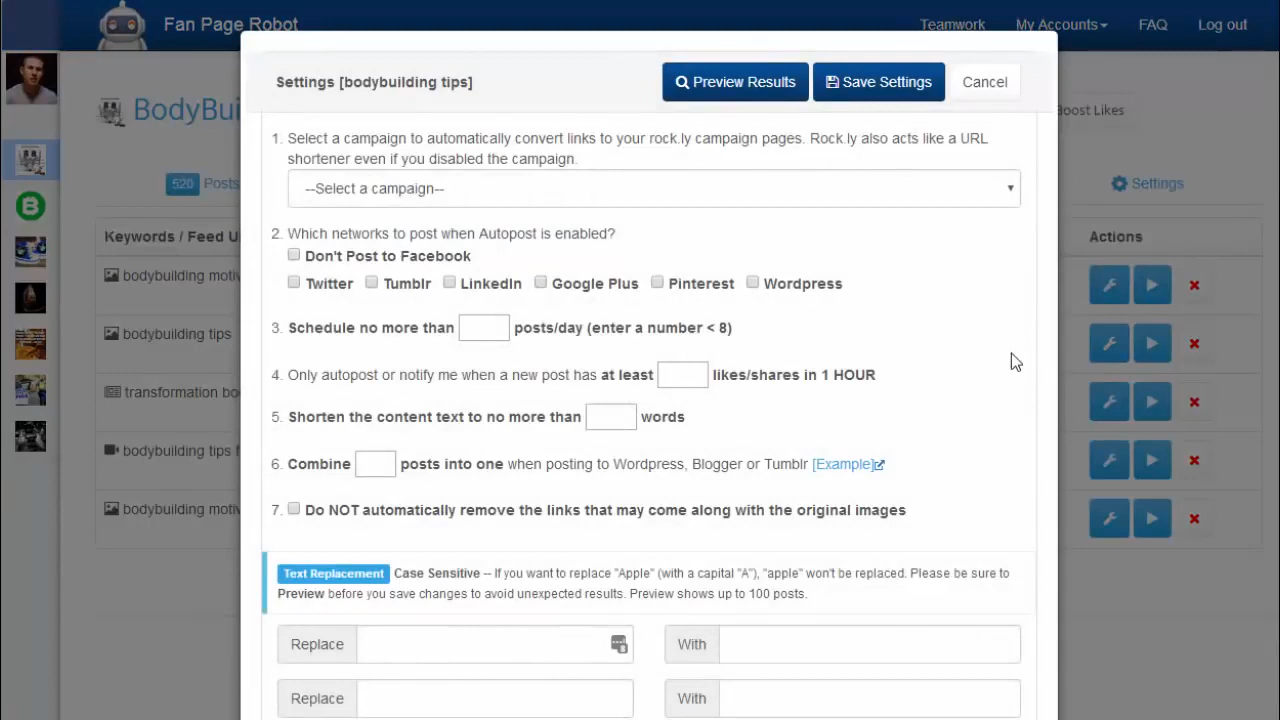 Fan Page Robot
Teamwork
My Accounts
FAQ
Log out
Settings [bodybuilding tips]
Preview Results
Save Settings
Cancel
BodyBui
Boost Likes
1. Select a campaign to automatically convert links to your rock.ly campaign pages. Rock.ly also acts like a URL
shortener even if you disabled the campaign.
--Select a campaign--
520 Posts
Settings
2. Which networks to post when Autopost is enabled?
Don't Post to Facebook
Twitter Tumblr LinkedIn Google Plus Pinterest Wordpress
Keywords / Feed U
Actions
bodybuilding moti
3. Schedule no more than posts/day (enter a number < 8)
bodybuilding tips
4. Only autopost or notify me when a new post has at least likes/shares in 1 HOUR
transformation bo
5. Shorten the content text to no more than words
bodybuilding tips f
6. Combine posts into one when posting to Wordpress, Blogger or Tumblr [Example]
bodybuilding moti
7. Do NOT automatically remove the links that may come along with the original images
Text Replacement Case Sensitive -- If you want to replace "Apple" (with a capital "A"), "apple" won't be replaced. Please be sure to
Preview before you save changes to avoid unexpected results. Preview shows up to 100 posts.
Replace With
Replace With